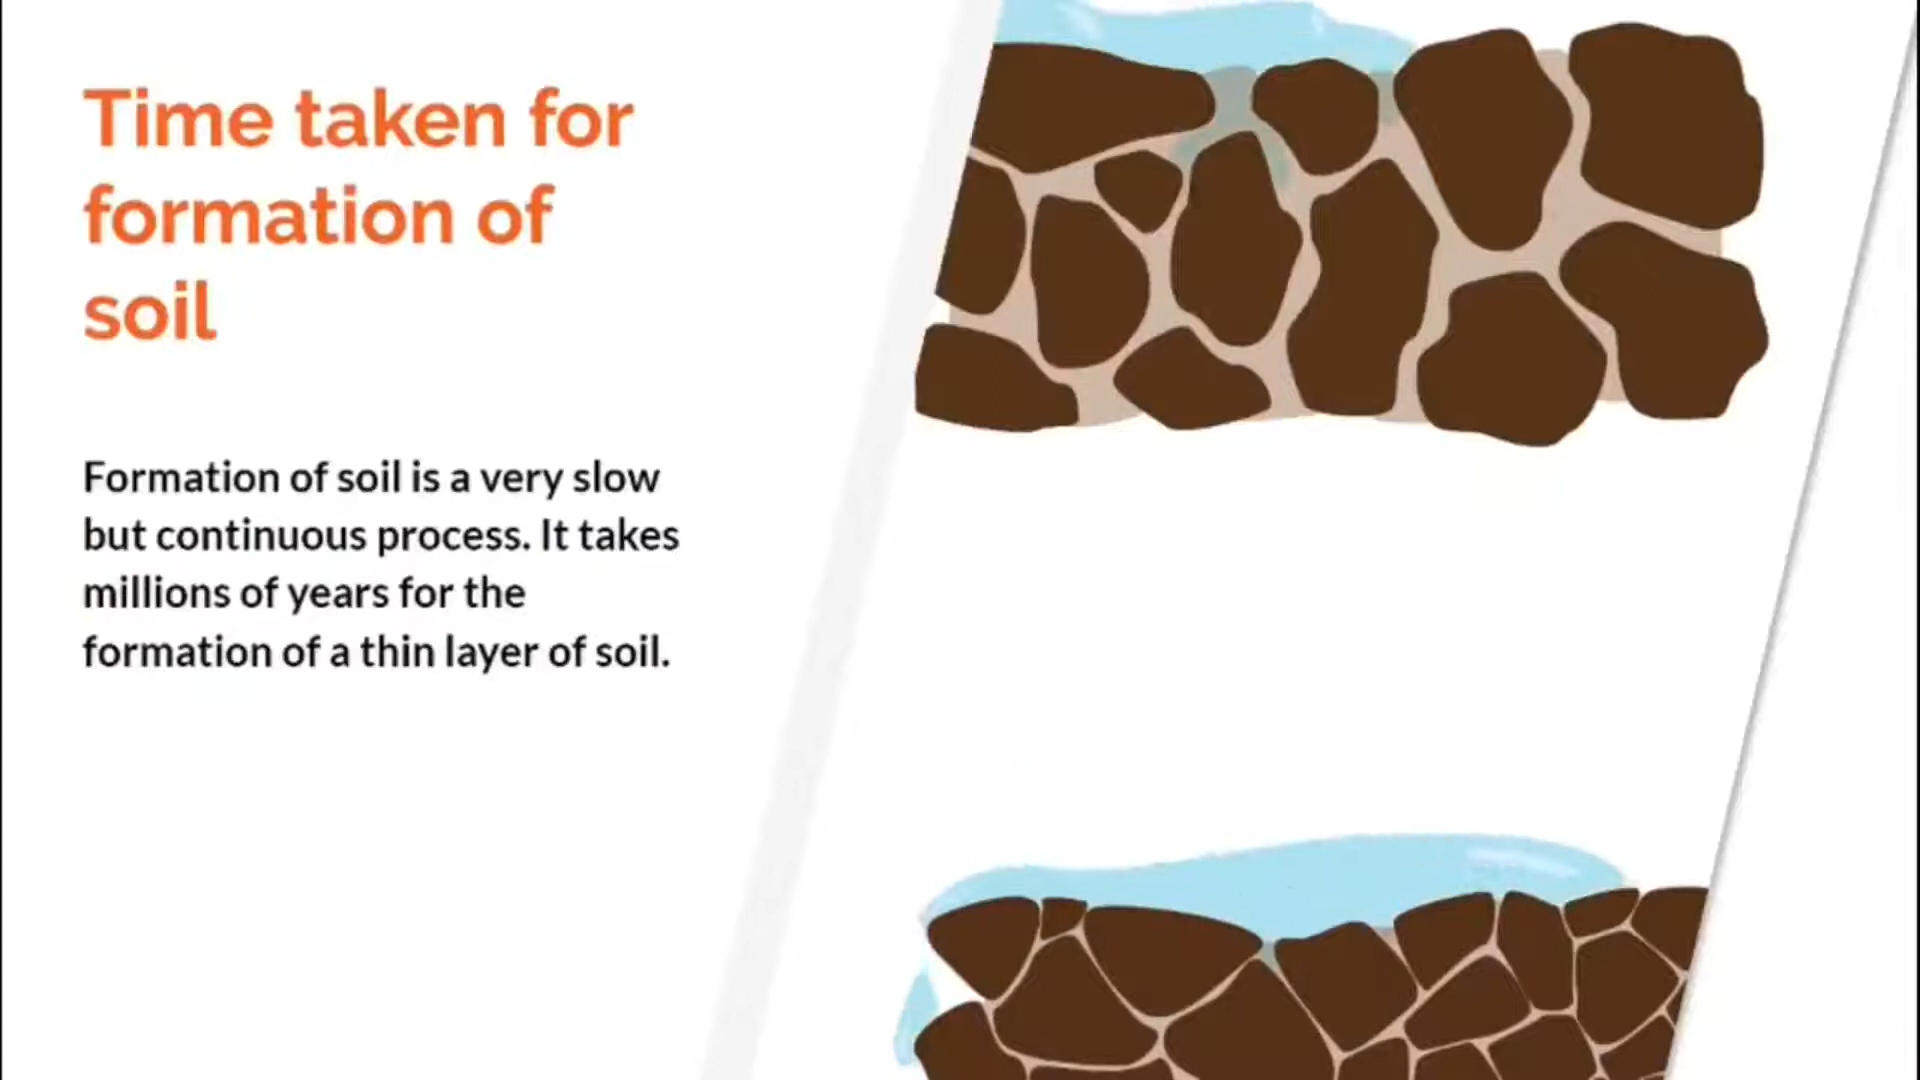 Time taken for
formation of
soil
Formation of soil is a very slow
but continuous process. It takes
millions of years for the
formation of a thin layer of soil.